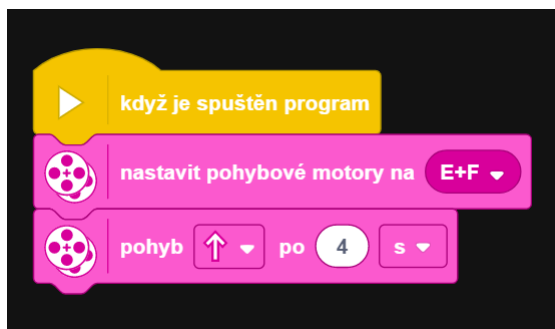 když je spuštěn program
nastavit pohybové motory na E+F
pohyb po 4 s